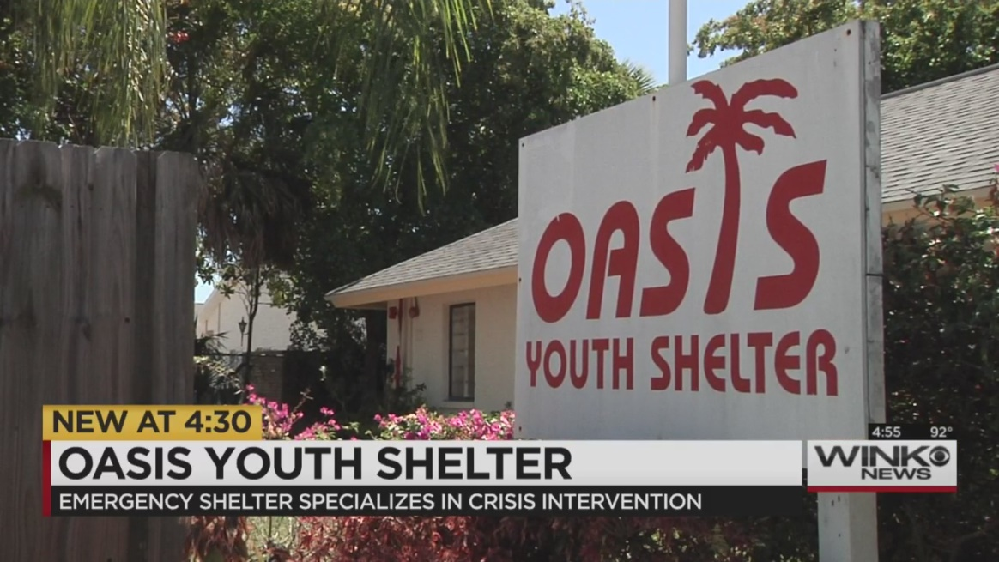 OASIS
YOUTH SHELTER
NEW AT 4:30
OASIS YOUTH SHELTER
EMERGENCY SHELTER SPECIALIZES IN CRISIS INTERVENTION
4:55 92°
WINK
NEWS